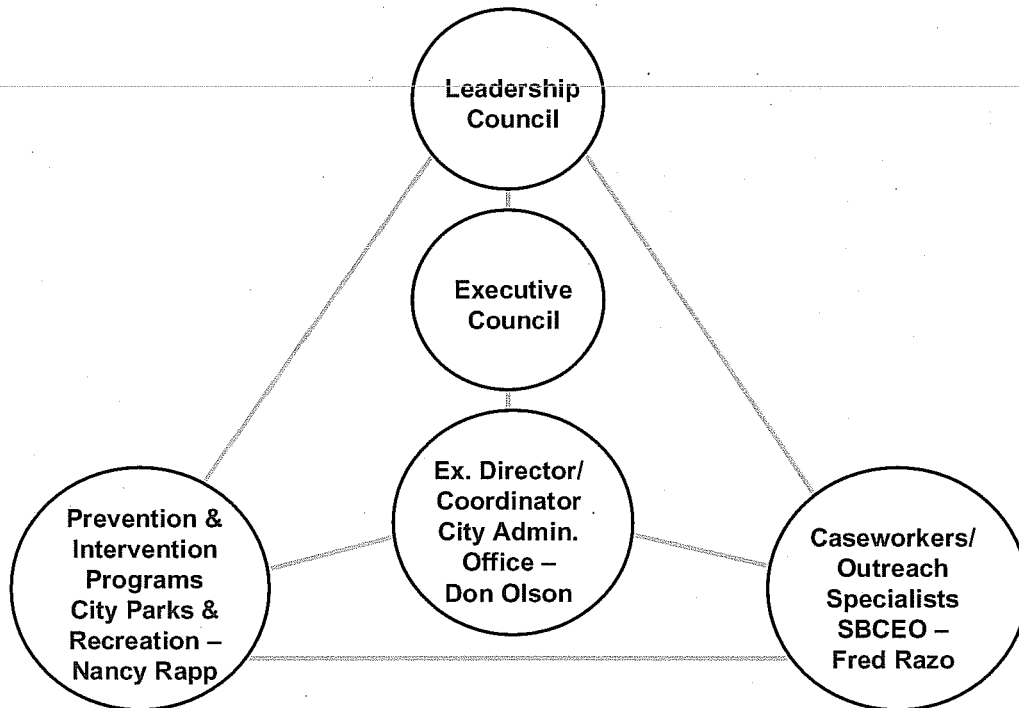 Leadership
Council
Executive
Council
Ex. Director/
Coordinator
City Admin.
Office –
Don Olson
Prevention &
Intervention
Programs
City Parks &
Recreation –
Nancy Rapp
Caseworkers/
Outreach
Specialists
SBCEO –
Fred Razo